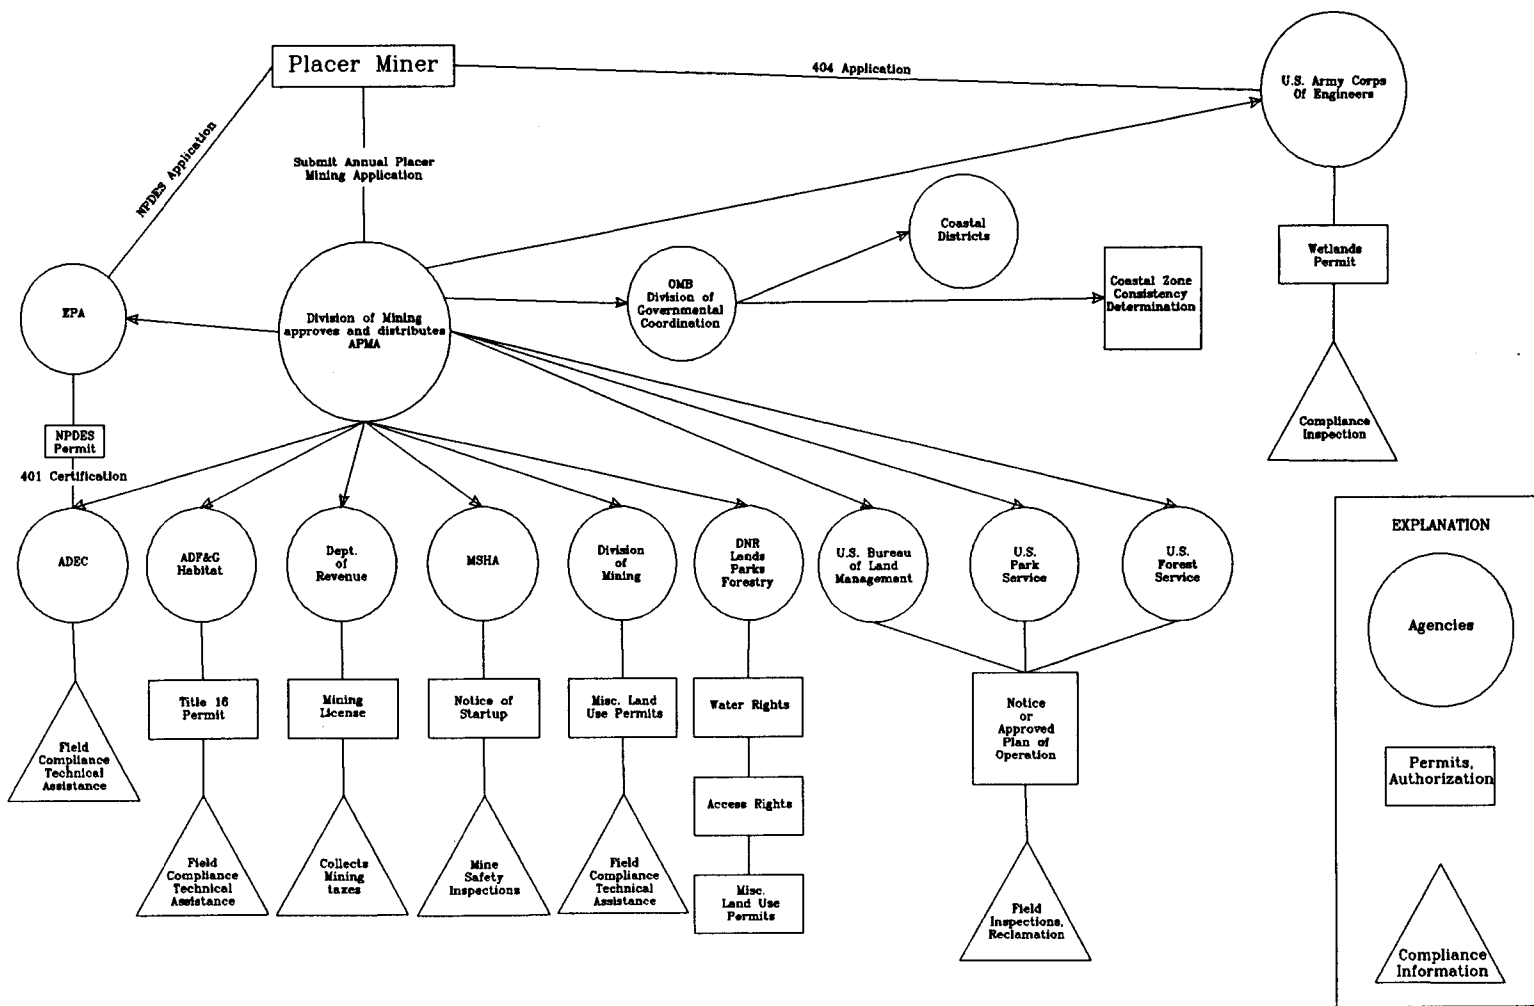 Placer Miner
404 Application
U.S. Army Corps
Of Engineers
NPDES Application
Submit Annual Placer
Mining Application
Coastal
Districts
Wetlands
Permit
EPA
Division of Mining
approves and distributes
APMA
OMB
Division of
Governmental
Coordination
Coastal Zone
Consistency
Determination
Compliance
Inspection
NPDES
Permit
401 Certification
ADEC
ADF&G
Habitat
Dept.
of
Revenue
MSHA
Division
of
Mining
DNR
Lands
Parks
Forestry
U.S. Bureau
of Land
Management
U.S.
Park
Service
U.S.
Forest
Service
Field
Compliance
Technical
Assistance
Title 16
Permit
Mining
License
Notice of
Startup
Misc. Land
Use Permits
Water Rights
Notice
or
Approved
Plan of
Operation
Access Rights
Field
Compliance
Technical
Assistance
Collects
Mining
taxes
Mine
Safety
Inspections
Field
Compliance
Technical
Assistance
Misc.
Land Use
Permits
Field
Inspections,
Reclamation
EXPLANATION
Agencies
Permits,
Authorization
Compliance
Information